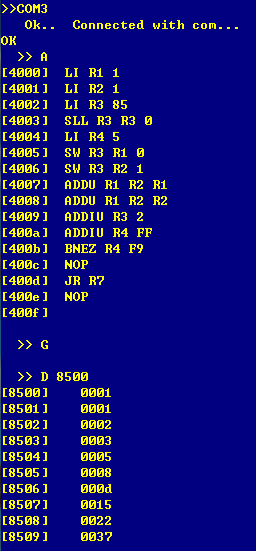 >>COM3
Ok.. Connected with com...
OK
>> A
[4000] LI R1 1
[4001] LI R2 1
[4002] LI R3 85
[4003] SLL R3 R3 0
[4004] LI R4 5
[4005] SW R3 R1 0
[4006] SW R3 R2 1
[4007] ADDU R1 R2 R1
[4008] ADDU R1 R2 R2
[4009] ADDIU R3 2
[400a] ADDIU R4 FF
[400b] BNEZ R4 F9
[400c] NOP
[400d] JR R7
[400e] NOP
[400f]
>> G
>> D 8500
[8500] 0001
[8501] 0001
[8502] 0002
[8503] 0003
[8504] 0005
[8505] 0008
[8506] 000d
[8507] 0015
[8508] 0022
[8509] 0037